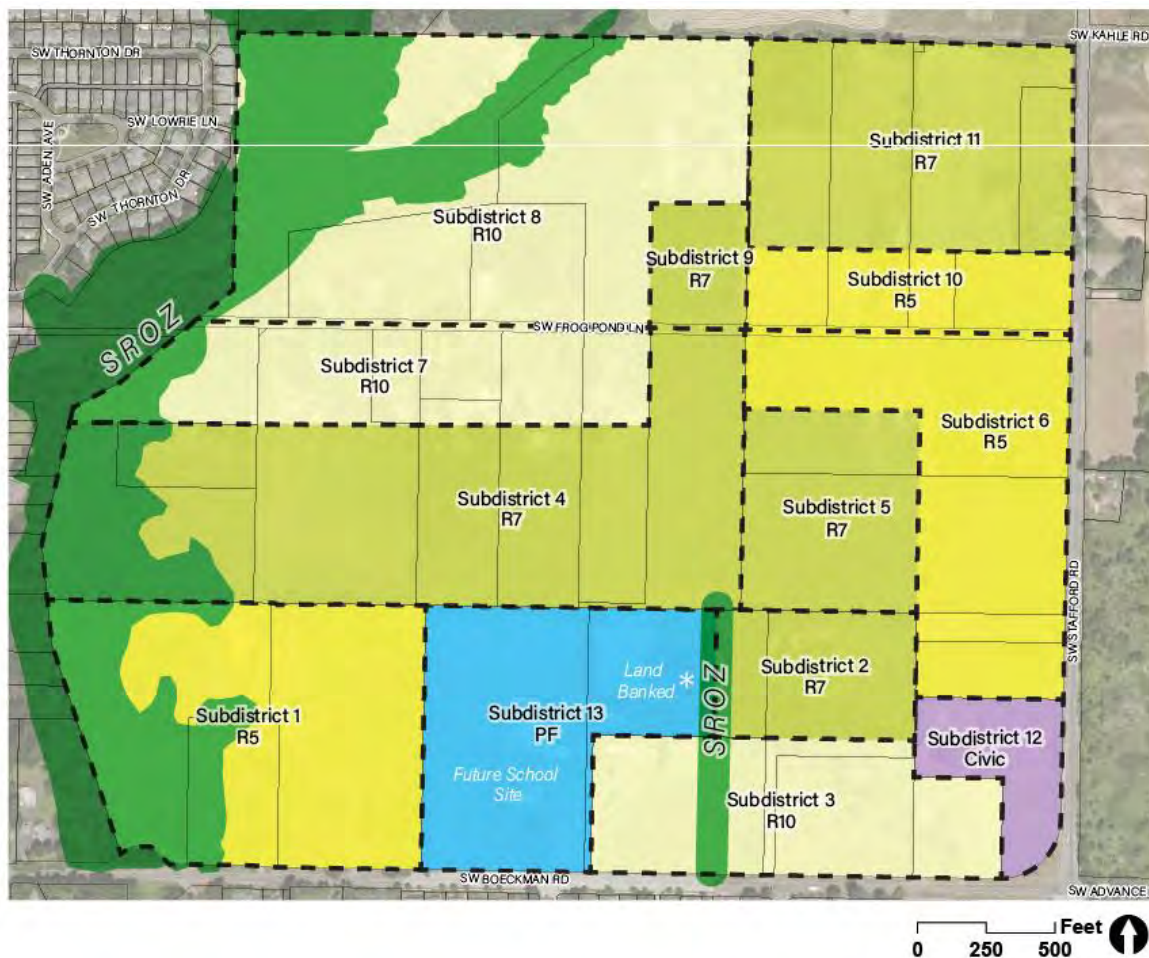 SW KAHLE RD
SW THORNTON DR
SW LOWRIE LN
SW ADEN AVE
SW THORNTON DR
Subdistrict 11
R7
Subdistrict 8
R10
Subdistrict 9
R7
Subdistrict 10
R5
SROZ
SW FROG POND LN
Subdistrict 7
R10
Subdistrict 6
R5
Subdistrict 4
R7
Subdistrict 5
R7
SW STAFFORD RD
Land
Banked *
Subdistrict 2
R7
SROZ
Subdistrict 1
R5
Subdistrict 13
PF
Subdistrict 12
Civic
Future School
Site
Subdistrict 3
R10
SW BOECKMAN RD
SW ADVANCE
Feet
0 250 500